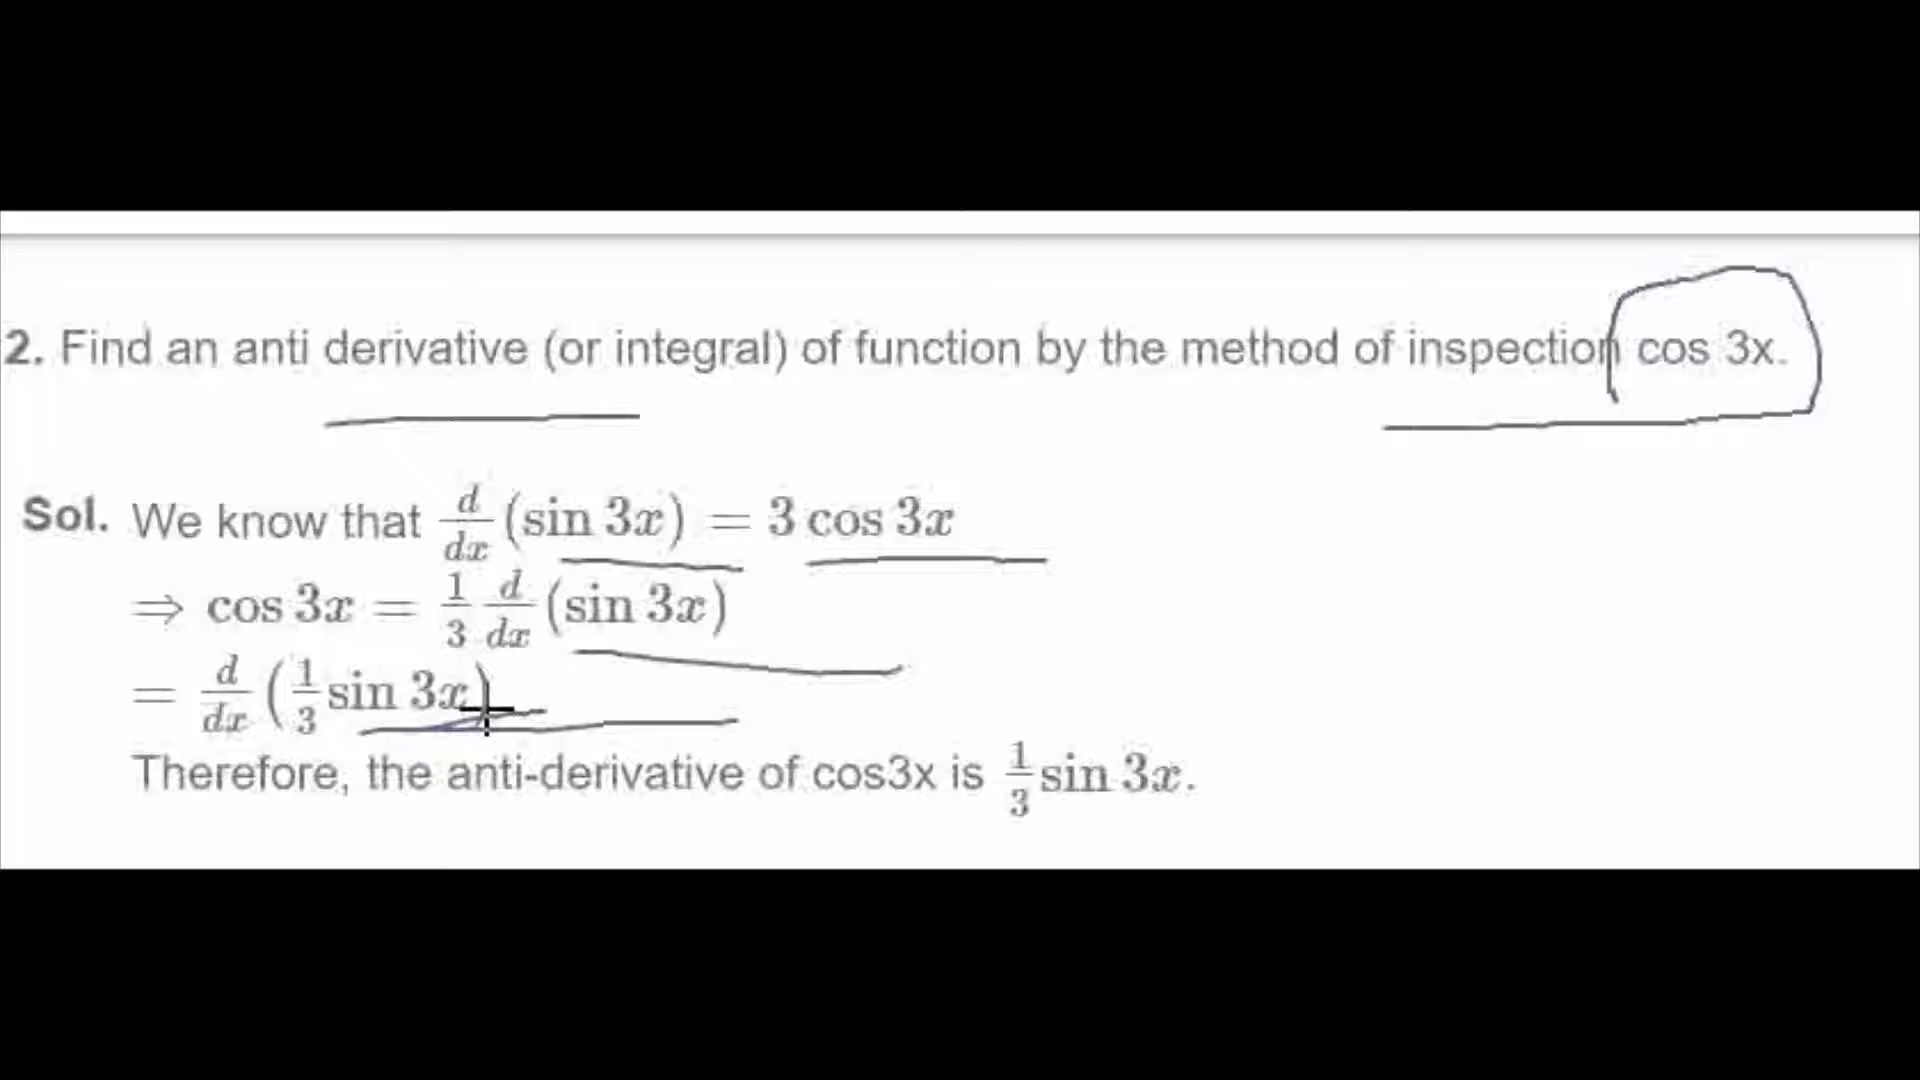 2. Find an anti derivative (or integral) of function by the method of inspection cos 3x.
Sol. We know that d/dx (sin 3x) = 3 cos 3x
⇒ cos 3x = 1/3 d/dx (sin 3x)
= d/dx (1/3 sin 3x)
Therefore, the anti-derivative of cos3x is 1/3 sin 3x.